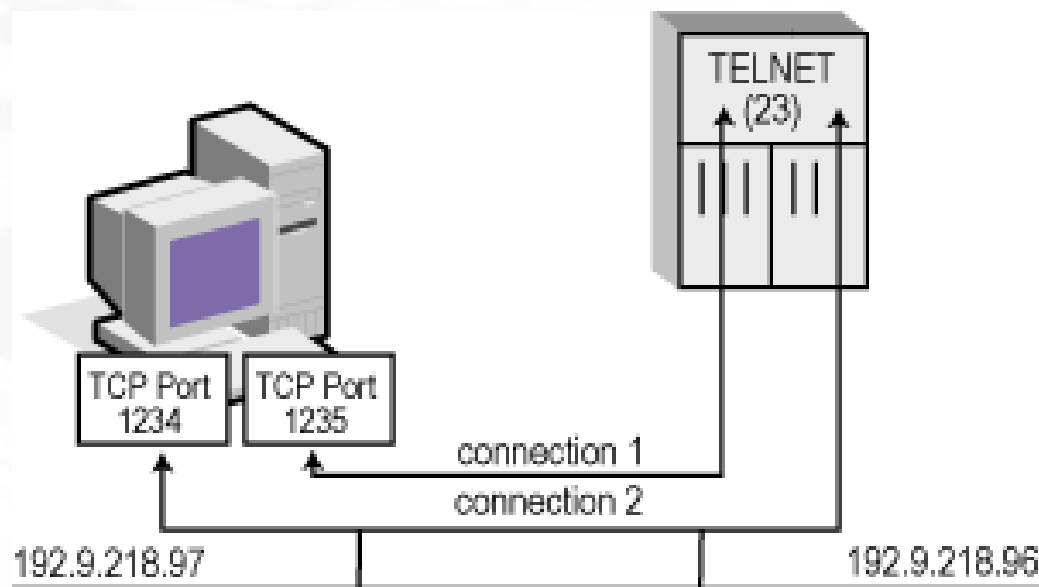 TELNET
(23)
TCP Port
1234
TCP Port
1235
connection 1
connection 2
192.9.218.97
192.9.218.96